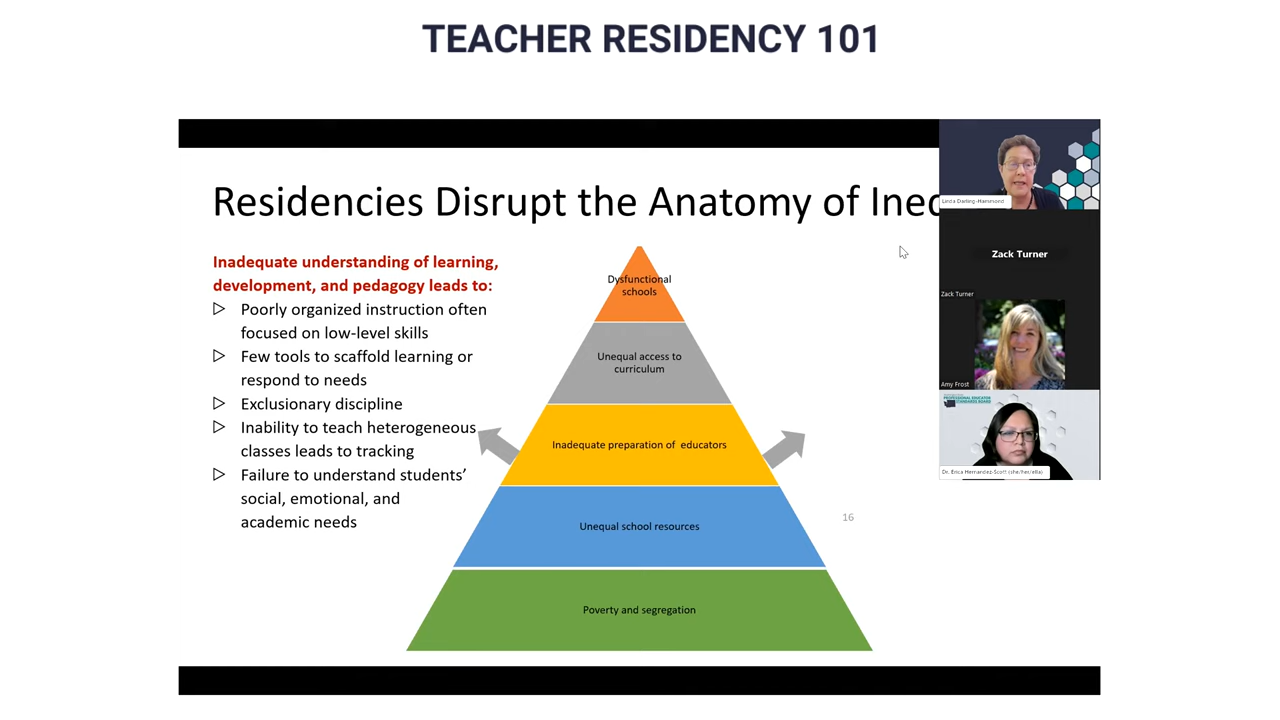 TEACHER RESIDENCY 101
Residencies Disrupt the Anatomy of Ineq
Inadequate understanding of learning,
development, and pedagogy leads to:
Poorly organized instruction often
focused on low-level skills
Few tools to scaffold learning or
respond to needs
Exclusionary discipline
Inability to teach heterogeneous
classes leads to tracking
Failure to understand students’
social, emotional, and
academic needs
Dysfunctional
schools
Unequal access to
curriculum
Inadequate preparation of educators
Unequal school resources
Poverty and segregation
16
Linda Darling-Hammond
Zack Turner
Zack Turner
Amy Frost
PROFESSIONAL EDUCATOR
STANDARDS BOARD
Dr. Erica Hernandez-Scott (she/her/ella)